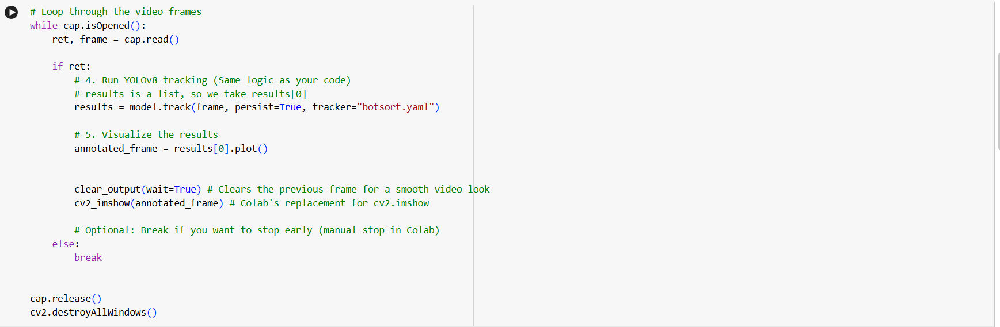 # Loop through the video frames
while cap.isOpened():
    ret, frame = cap.read()

    if ret:
        # 4. Run YOLOv8 tracking (Same logic as your code)
        # results is a list, so we take results[0]
        results = model.track(frame, persist=True, tracker="botsort.yaml")

        # 5. Visualize the results
        annotated_frame = results[0].plot()


        clear_output(wait=True) # Clears the previous frame for a smooth video look
        cv2_imshow(annotated_frame) # Colab's replacement for cv2.imshow

        # Optional: Break if you want to stop early (manual stop in Colab)
    else:
        break


cap.release()
cv2.destroyAllWindows()